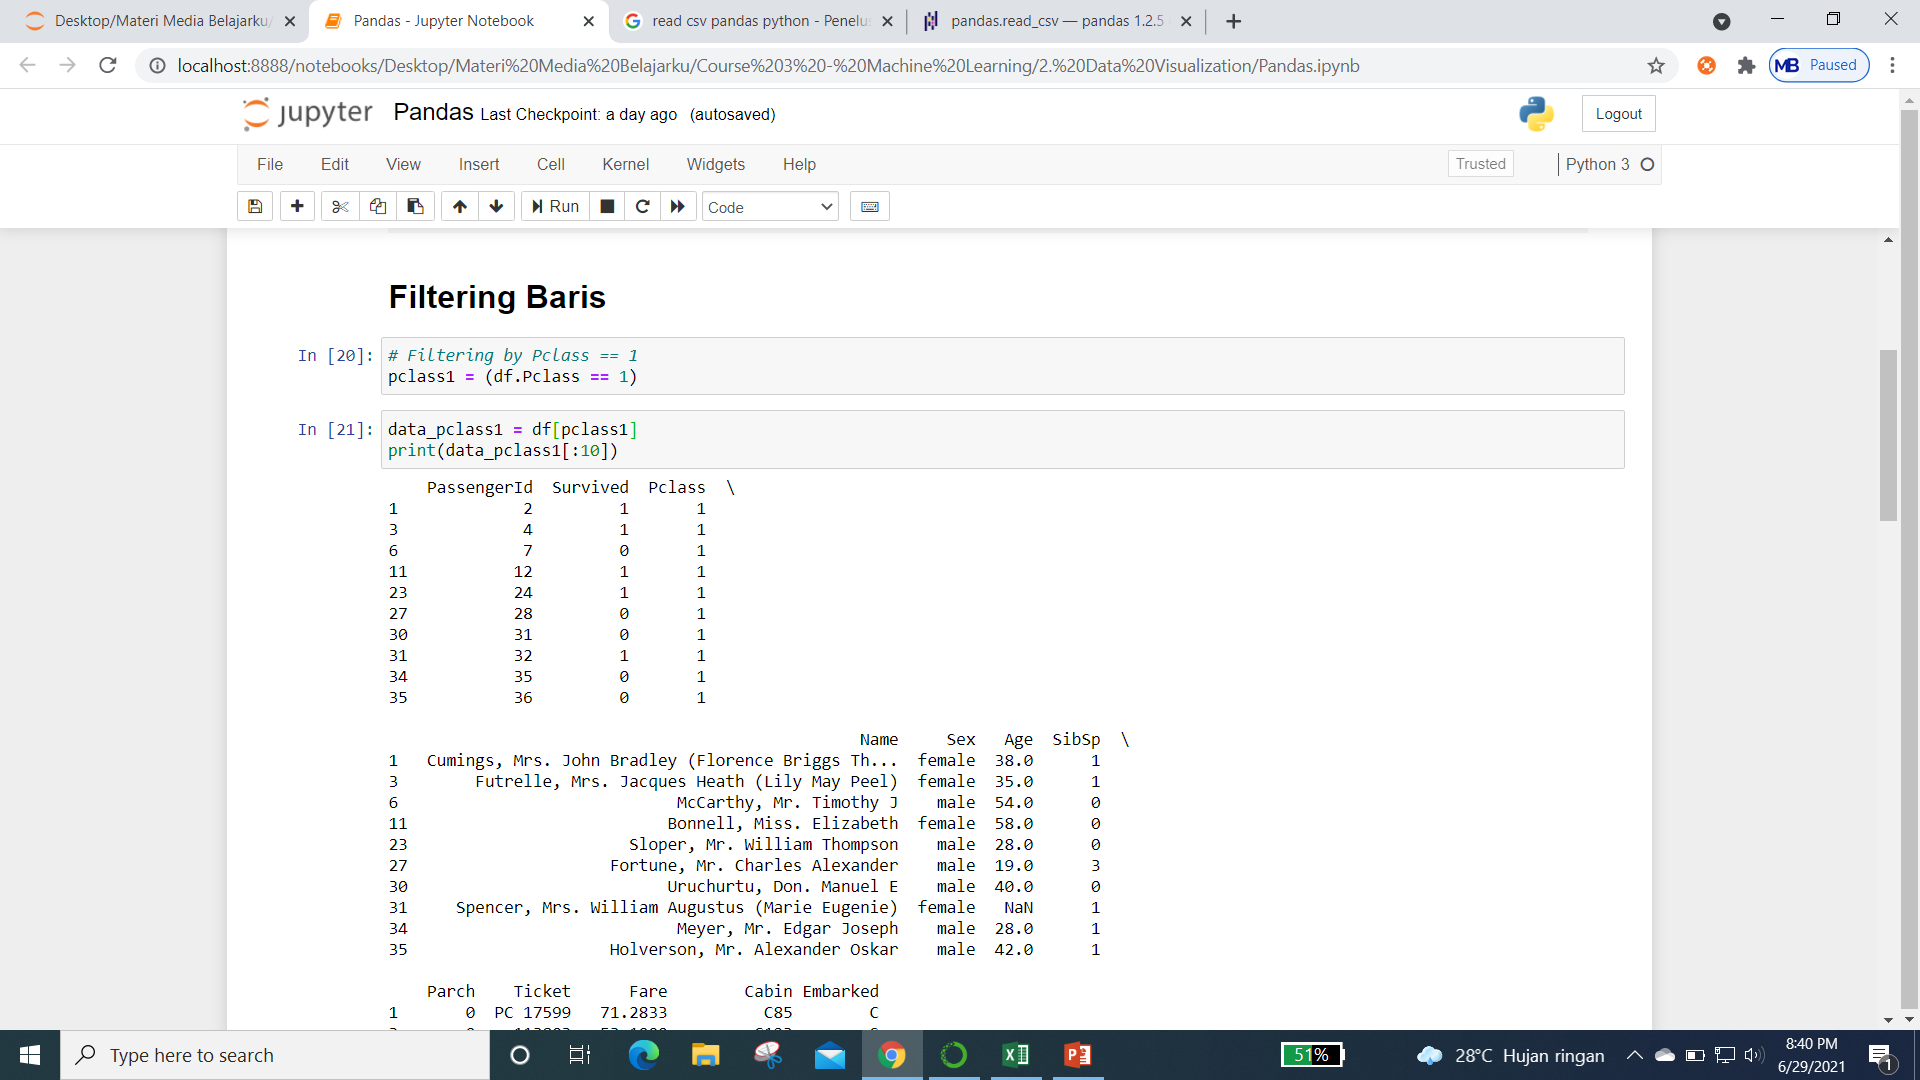 Desktop/Materi Media Belajarku/
Pandas - Jupyter Notebook
read csv pandas python - Penelu
pandas.read_csv — pandas 1.2.5
localhost:8888/notebooks/Desktop/Materi%20Media%20Belajarku/Course%203%20-%20Machine%20Learning/2.%20Data%20Visualization/Pandas.ipynb
MB Paused
jupyter Pandas Last Checkpoint: a day ago (autosaved)
Logout
File Edit View Insert Cell Kernel Widgets Help
Trusted
Python 3
Run
Code
Filtering Baris
In [20]: # Filtering by Pclass == 1
pclass1 = (df.Pclass == 1)
In [21]: data_pclass1 = df[pclass1]
print(data_pclass1[:10])
PassengerId Survived Pclass \
1 2 1 1
3 4 1 1
6 7 0 1
11 12 1 1
23 24 1 1
27 28 0 1
30 31 0 1
31 32 1 1
34 35 0 1
35 36 0 1
Name Sex Age SibSp \
1 Cumings, Mrs. John Bradley (Florence Briggs Th... female 38.0 1
3 Futrelle, Mrs. Jacques Heath (Lily May Peel) female 35.0 1
6 McCarthy, Mr. Timothy J male 54.0 0
11 Bonnell, Miss. Elizabeth female 58.0 0
23 Sloper, Mr. William Thompson male 28.0 0
27 Fortune, Mr. Charles Alexander male 19.0 3
30 Uruchurtu, Don. Manuel E male 40.0 0
31 Spencer, Mrs. William Augustus (Marie Eugenie) female NaN 1
34 Meyer, Mr. Edgar Joseph male 28.0 1
35 Holverson, Mr. Alexander Oskar male 42.0 1
Parch Ticket Fare Cabin Embarked
1 0 PC 17599 71.2833 C85 C
Type here to search
51%
28°C Hujan ringan
8:40 PM
6/29/2021
1